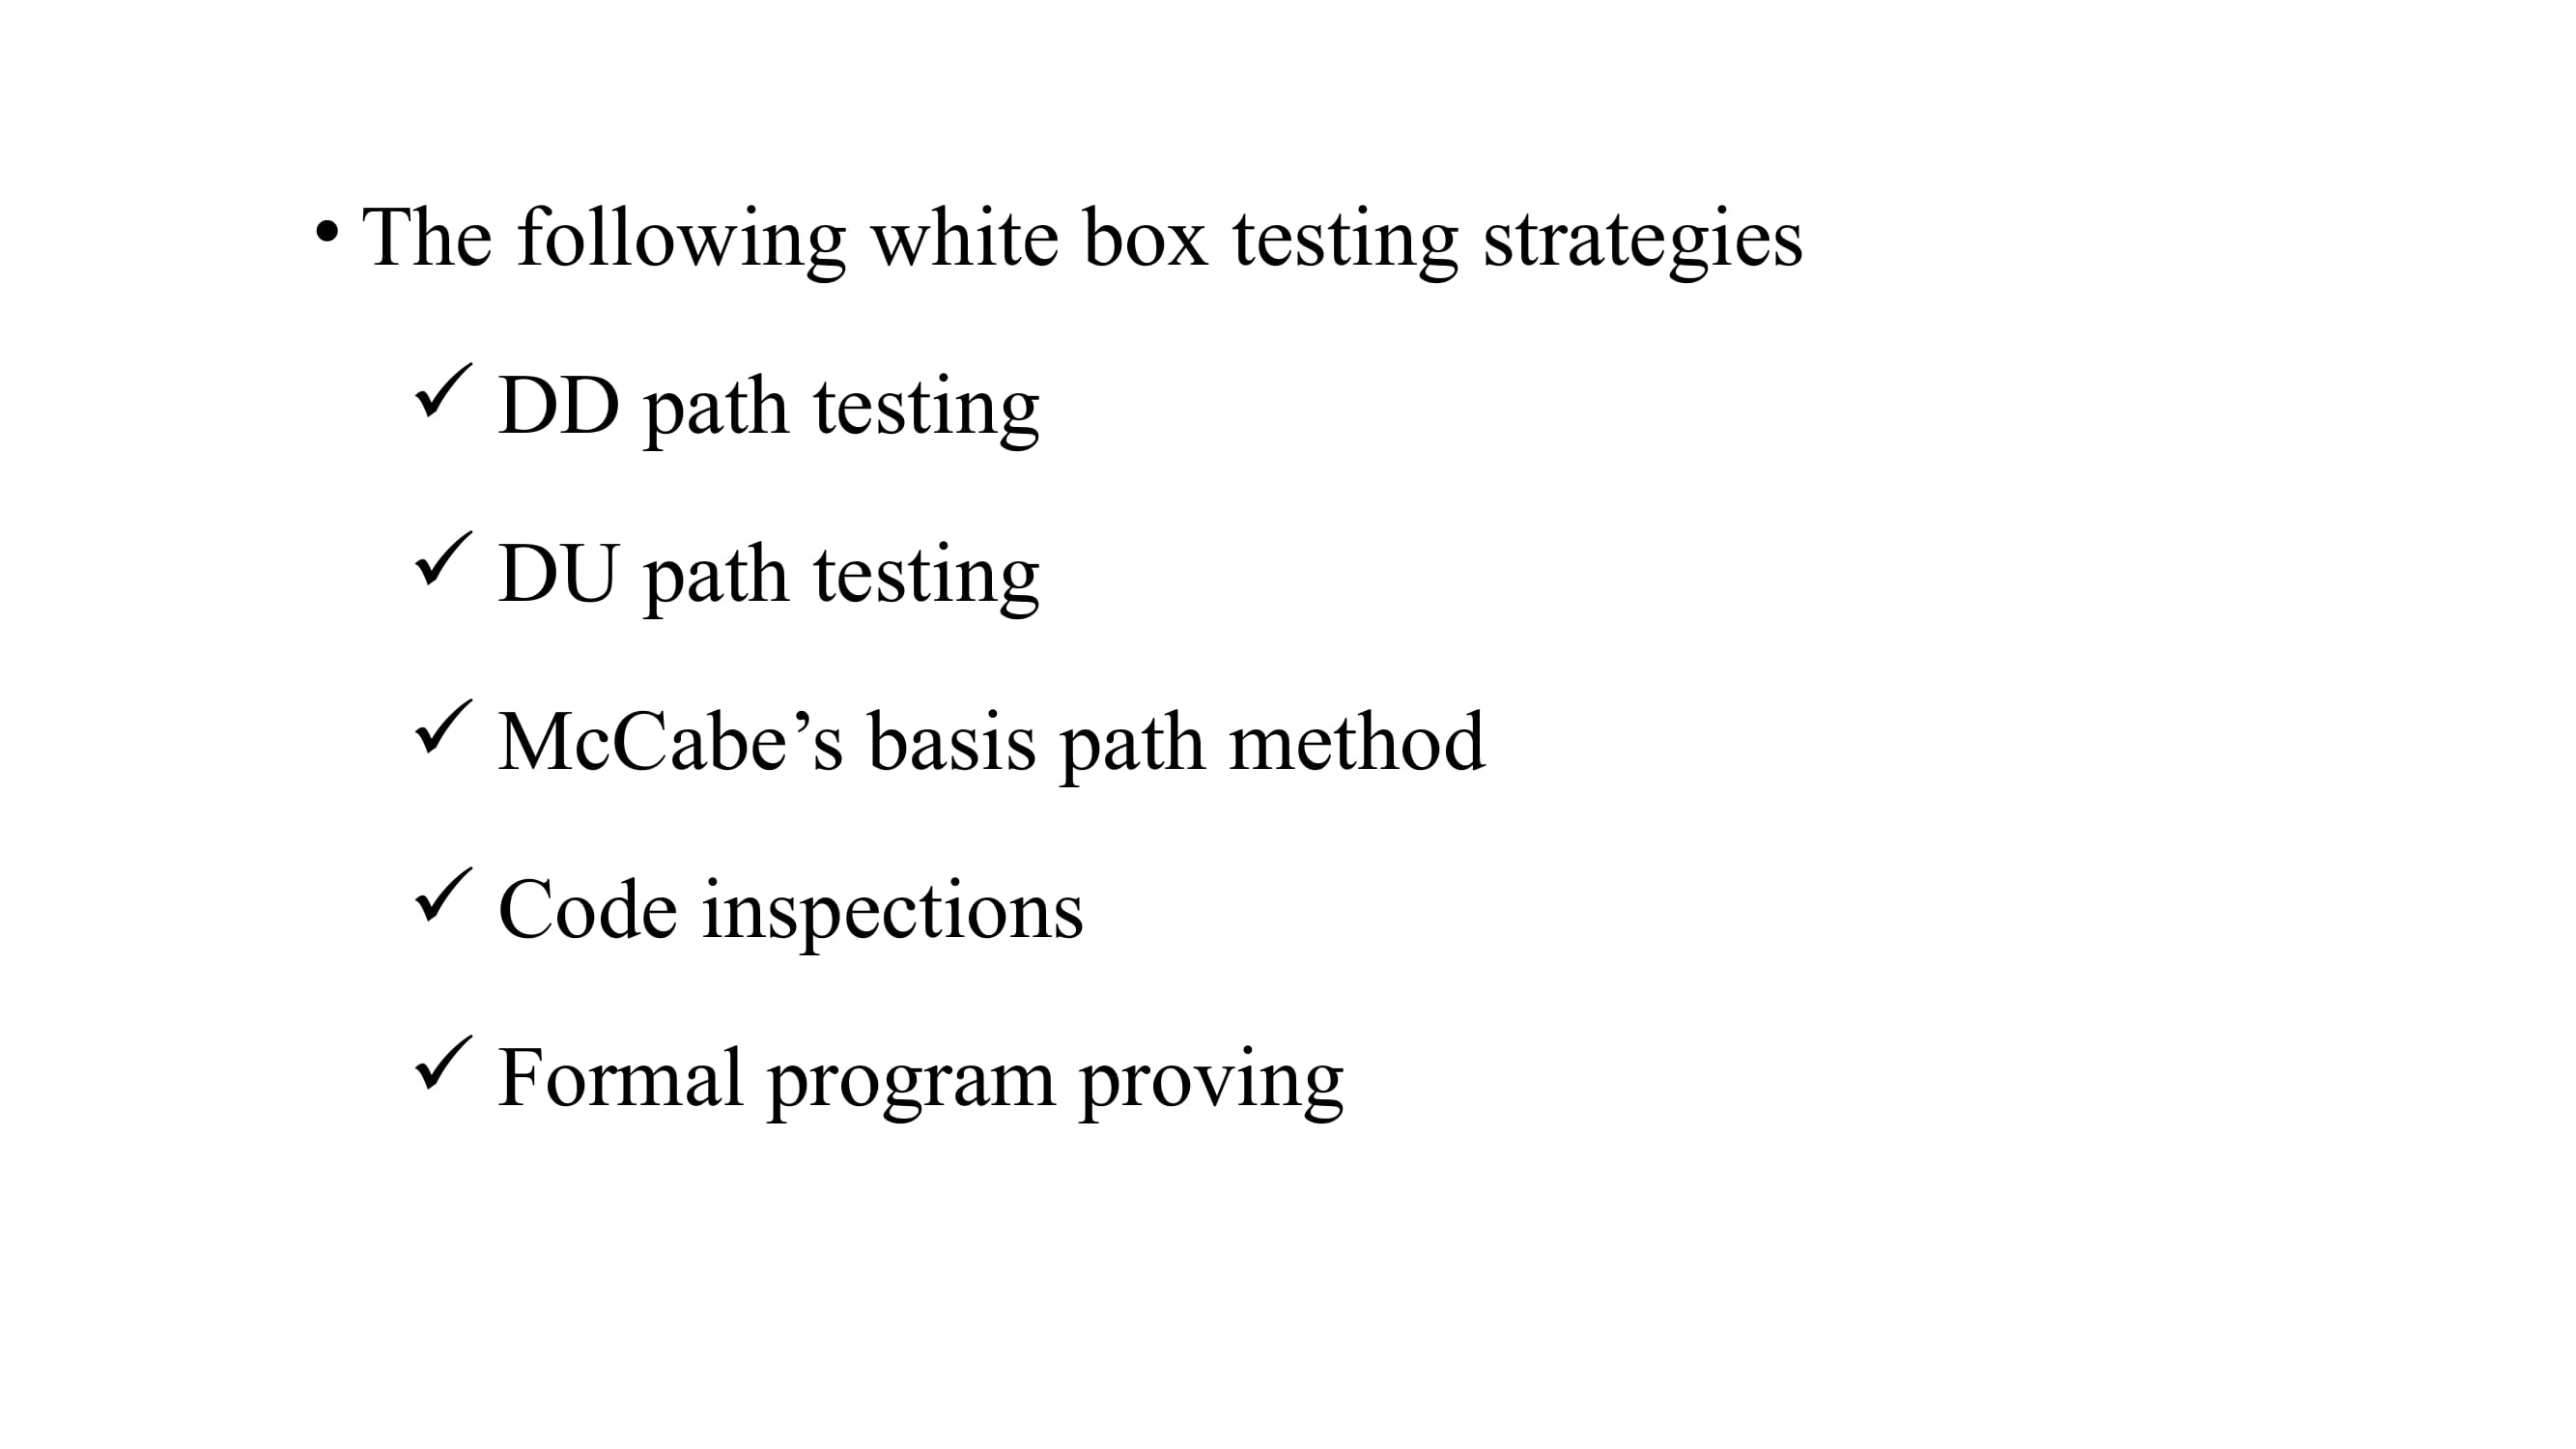 • The following white box testing strategies
✓ DD path testing
✓ DU path testing
✓ McCabe’s basis path method
✓ Code inspections
✓ Formal program proving